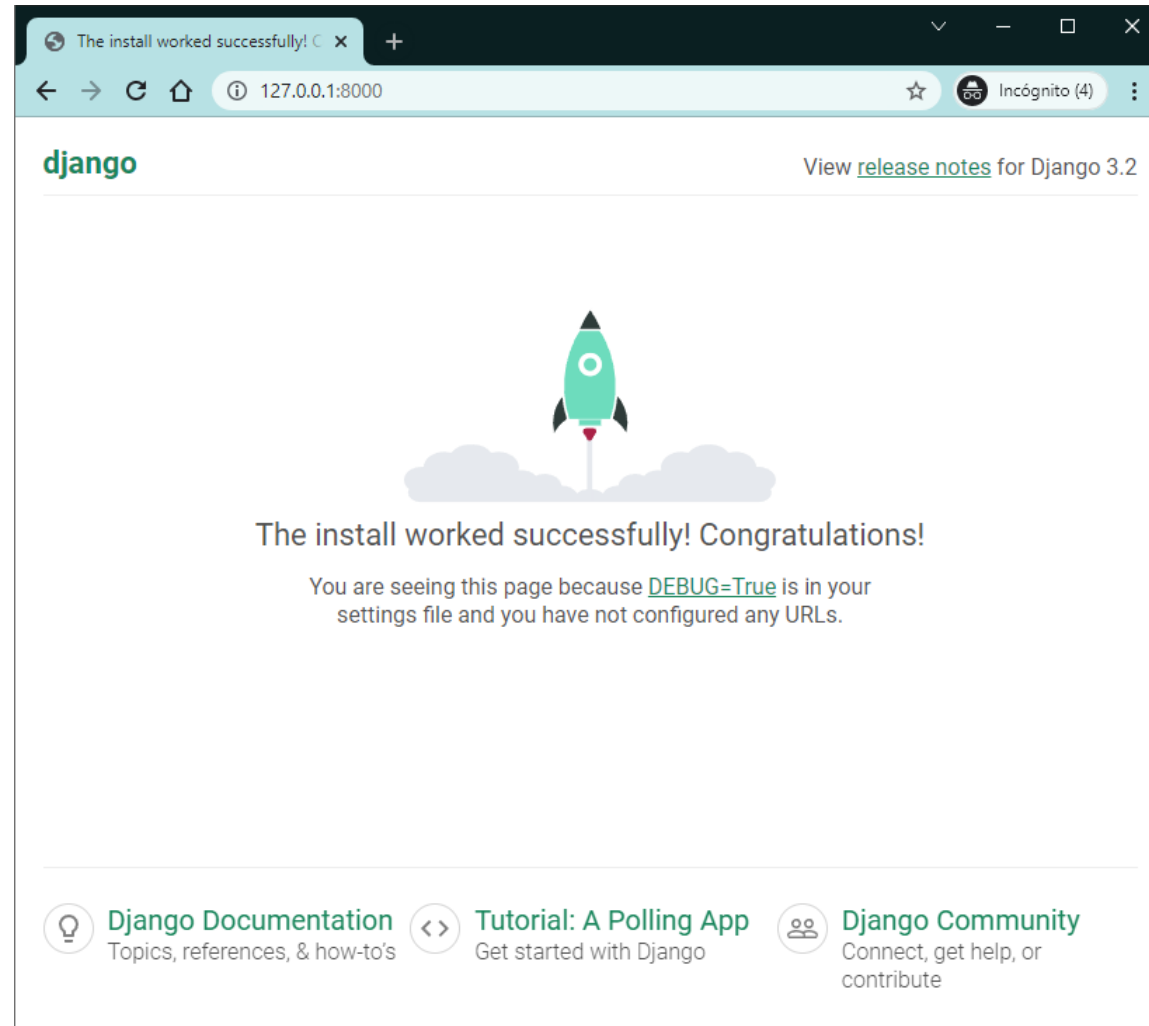 The install worked successfully! C
127.0.0.1:8000
Incógnito (4)
django
View release notes for Django 3.2
The install worked successfully! Congratulations!
You are seeing this page because DEBUG=True is in your
settings file and you have not configured any URLs.
Django Documentation
Topics, references, & how-to's
Tutorial: A Polling App
Get started with Django
Django Community
Connect, get help, or
contribute